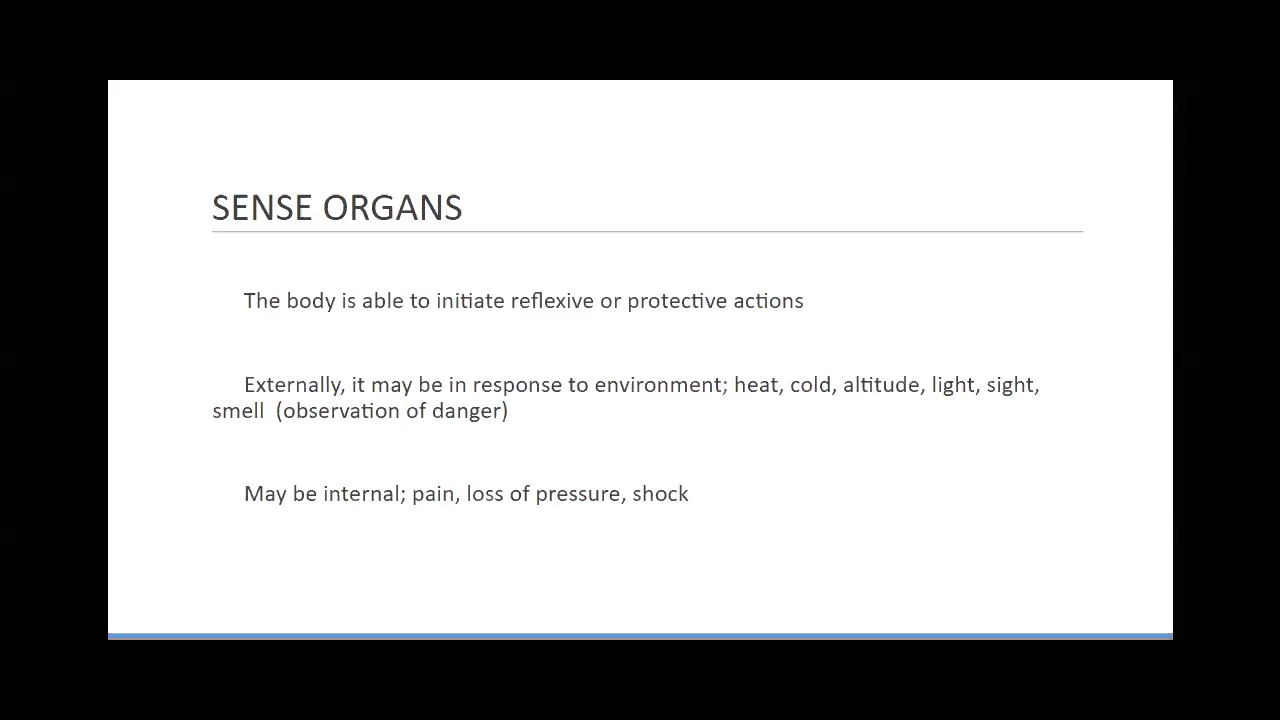 SENSE ORGANS
The body is able to initiate reflexive or protective actions
Externally, it may be in response to environment; heat, cold, altitude, light, sight,
smell  (observation of danger)
May be internal; pain, loss of pressure, shock